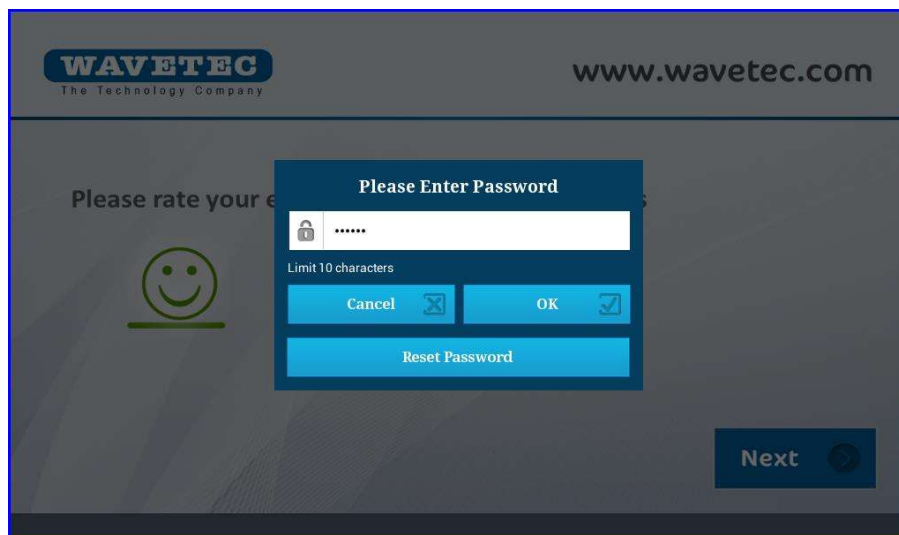 WAVETEC
The Technology Company
www.wavetec.com
Please rate your e
s
Please Enter Password
••••••
Limit 10 characters
Cancel
OK
Reset Password
Next